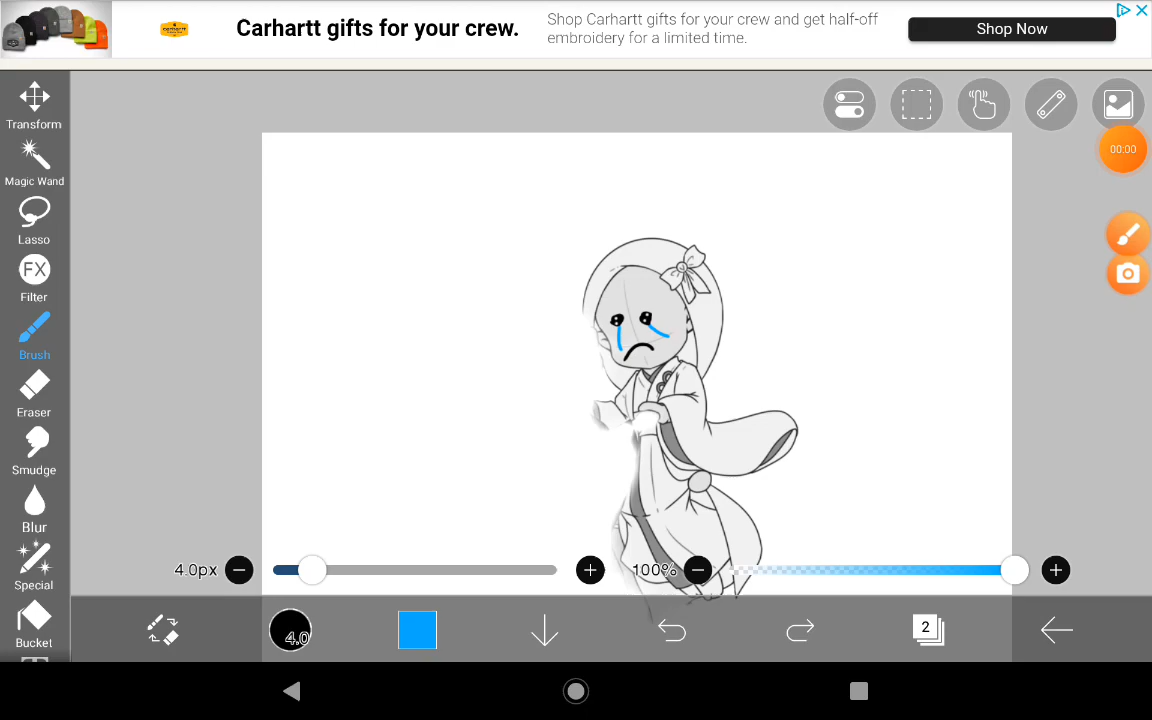 Carhartt gifts for your crew.
Shop Carhartt gifts for your crew and get half-off
embroidery for a limited time.
Shop Now
Transform
Magic Wand
Lasso
FX
Filter
Brush
Eraser
Smudge
Blur
Special
Bucket
00:00
4.0px
100%
4.0
2